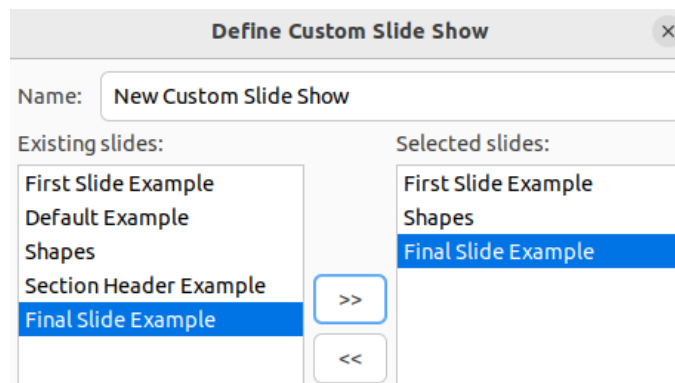 Define Custom Slide Show
Name: New Custom Slide Show
Existing slides:
First Slide Example
Default Example
Shapes
Section Header Example
Final Slide Example
>>
<<
Selected slides:
First Slide Example
Shapes
Final Slide Example